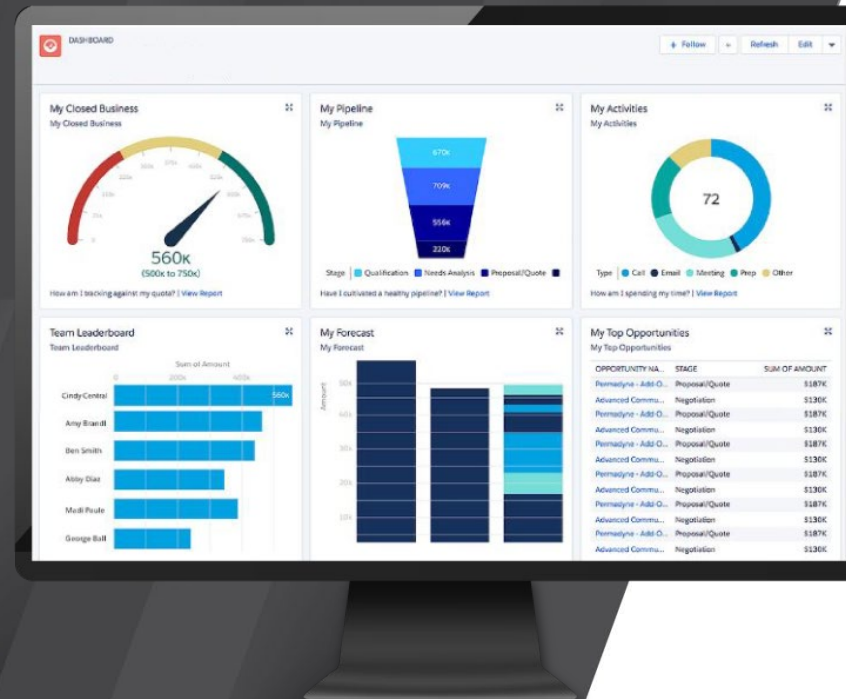 DASHBOARD
Follow
Refresh
Edit
My Closed Business
My Closed Business
560K
(500K to 750K)
How am I tracking against my quota? | View Report
My Pipeline
My Pipeline
670K
709K
556K
220K
Stage Qualification Needs Analysis Proposal/Quote
Have I cultivated a healthy pipeline? | View Report
My Activities
My Activities
72
Type Call Email Meeting Prep Other
How am I spending my time? | View Report
Team Leaderboard
Team Leaderboard
Sum of Amount
0 200K 400K
Cindy Central 560K
Amy Brandt
Ben Smith
Abby Diaz
George Ball
My Forecast
My Forecast
Amount
30k
20k
10k
My Top Opportunities
My Top Opportunities
OPPORTUNITY NA... STAGE SUM OF AMOUNT
Permadyne - Add-O... Proposal/Quote $187K
Advanced Commu... Negotiation $130K
Permadyne - Add-O... Proposal/Quote $187K
Advanced Commu... Negotiation $130K
Permadyne - Add-O... Proposal/Quote $187K
Advanced Commu... Negotiation $130K
Permadyne - Add-O... Proposal/Quote $187K
Advanced Commu... Negotiation $130K
Permadyne - Add-O... Proposal/Quote $187K
Advanced Commu... Negotiation $130K
Permadyne - Add-O... Proposal/Quote $187K
Advanced Commu... Negotiation $130K